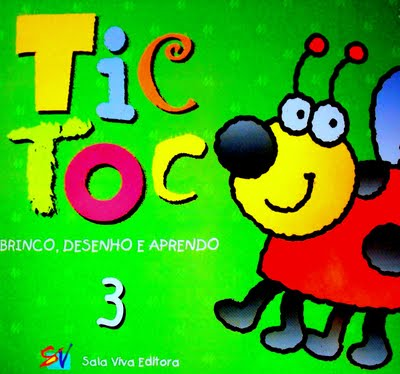 TiC
TOC
BRINCO, DESENHO E APRENDO
3
SV Sala Viva Editora